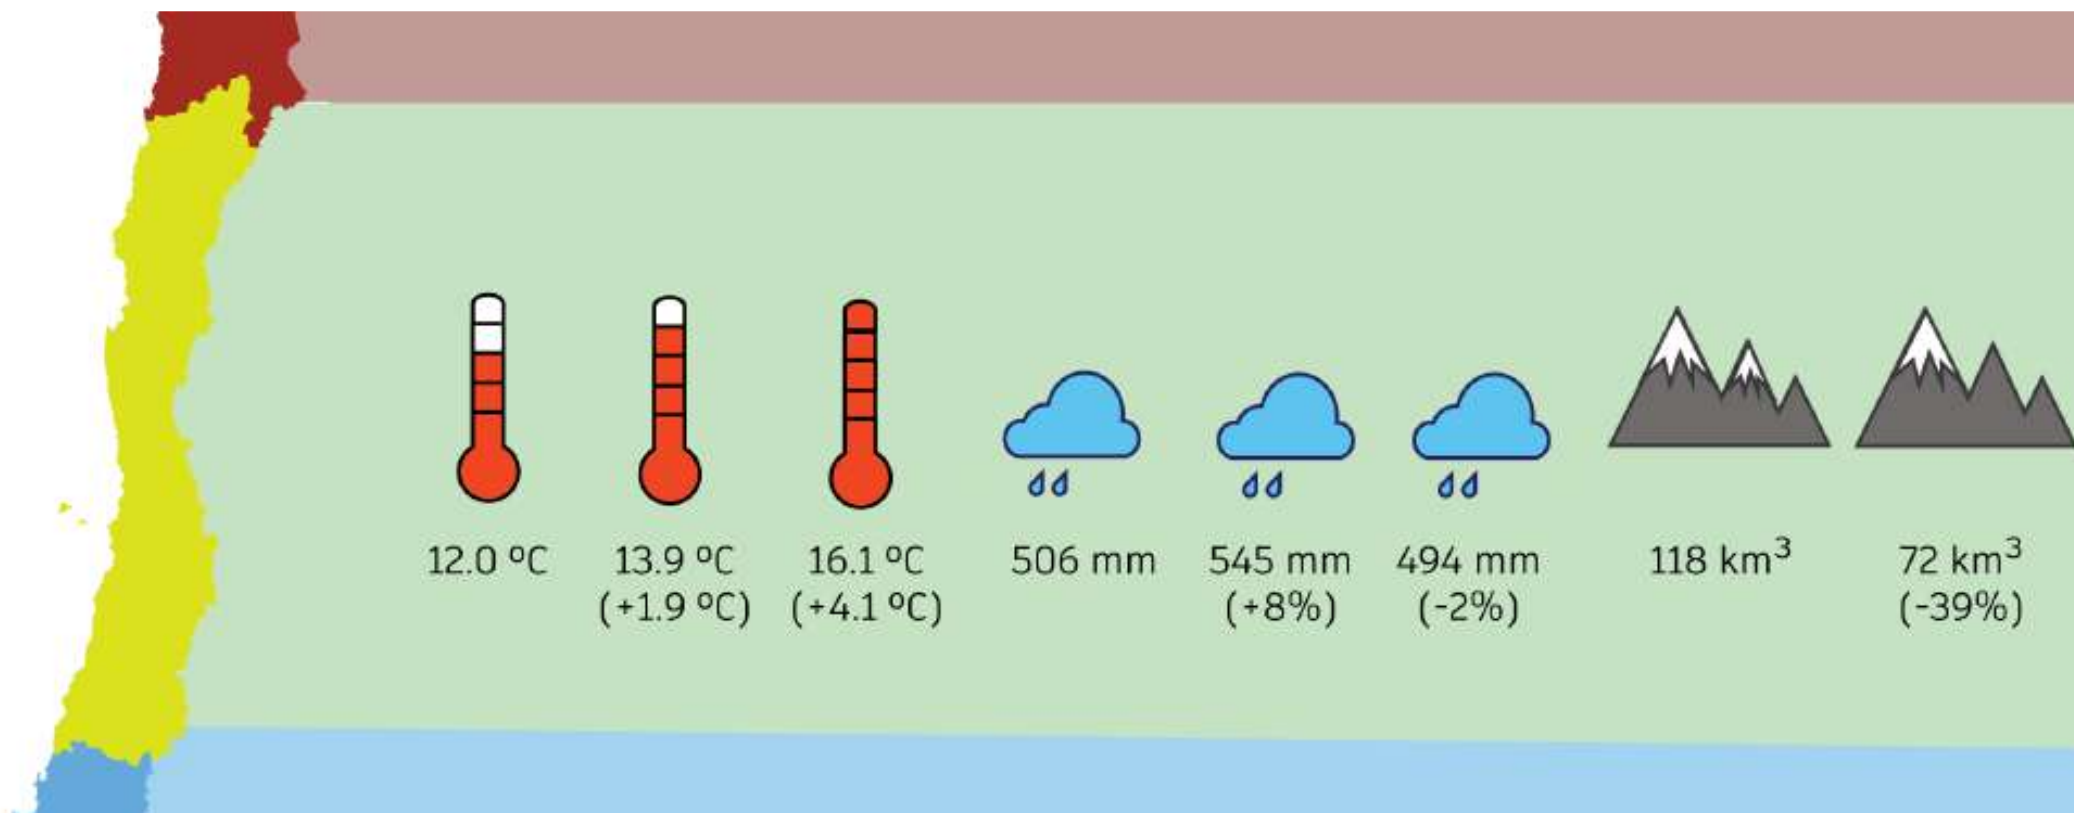 12.0 ºC 13.9 ºC 16.1 ºC 506 mm 545 mm 494 mm 118 km³ 72 km³
(+1.9 ºC) (+4.1 ºC) (+8%) (-2%) (-39%)